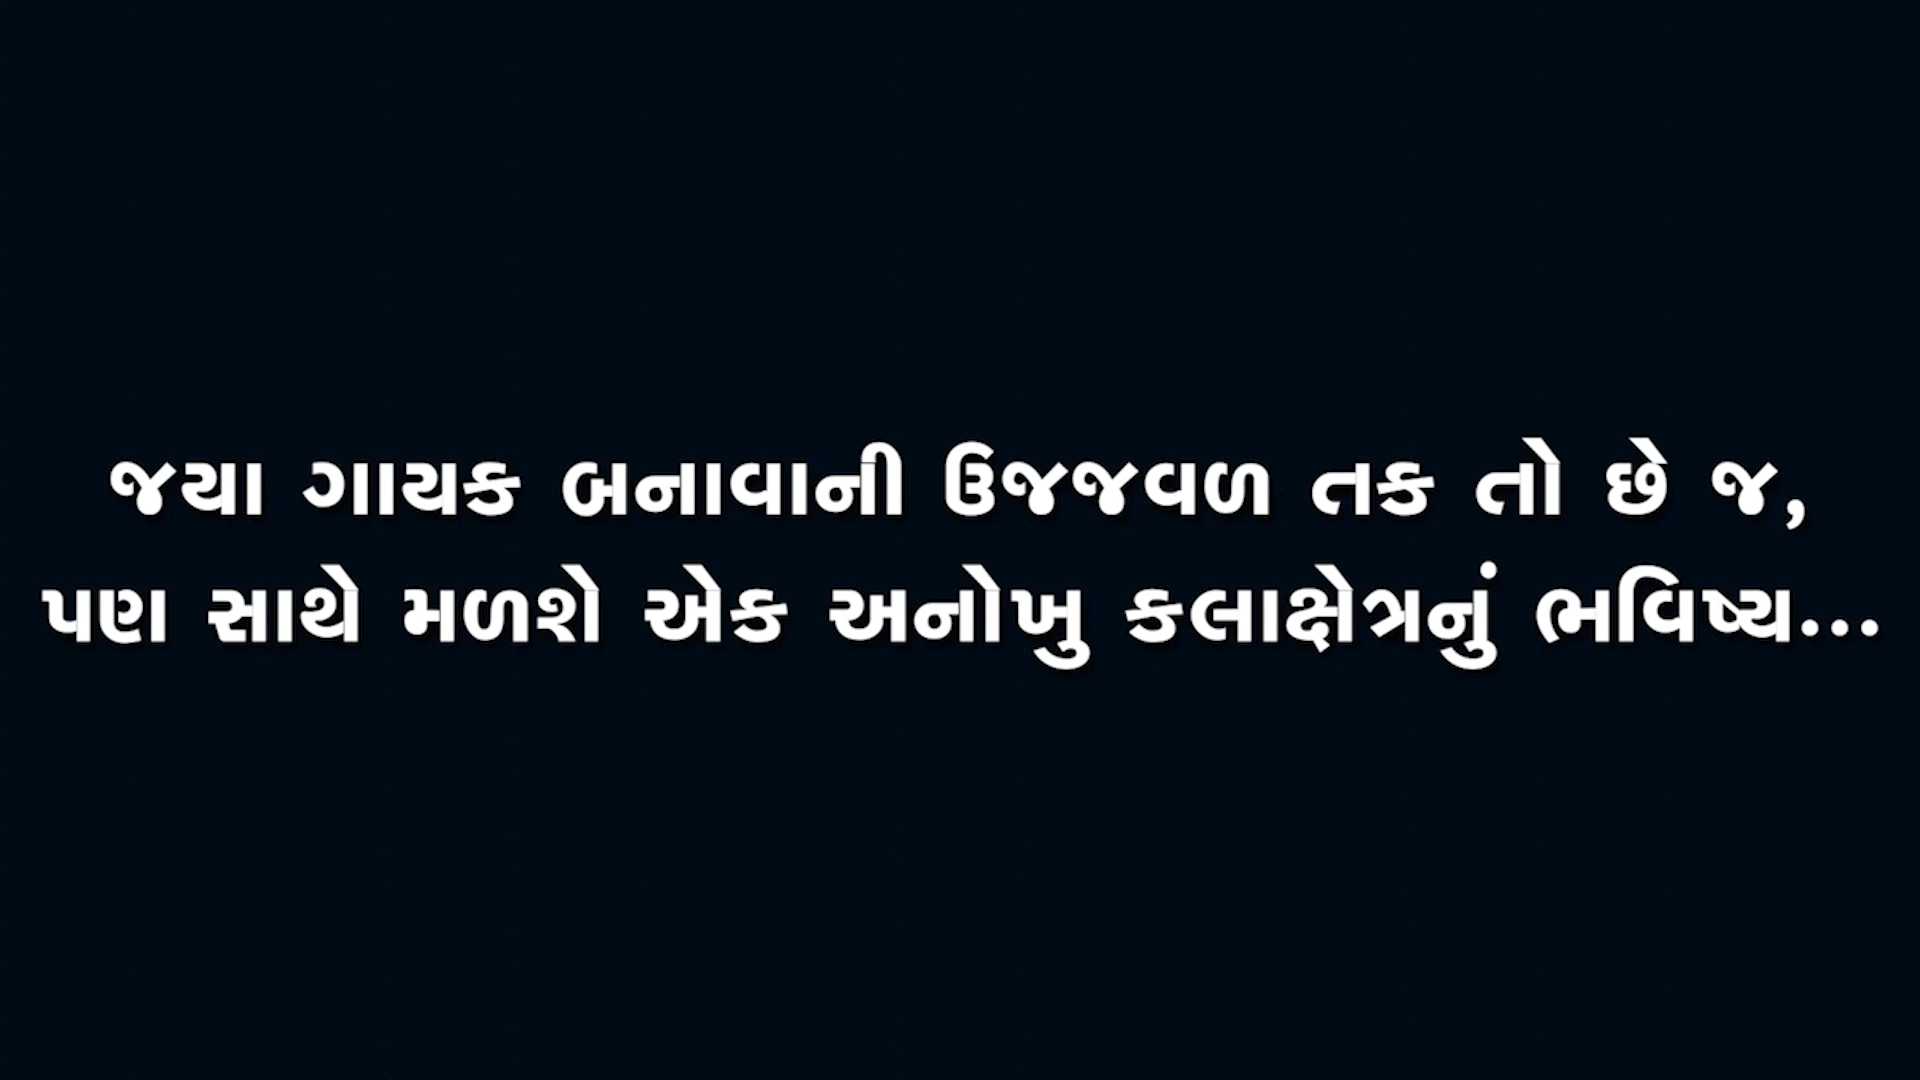 જયા ગાયક બનાવાની ઉજજવળ તક તો છે જ,
પણ સાથે મળશે એક અનોખુ કલાક્ષેત્રનું ભવિષ્ય...